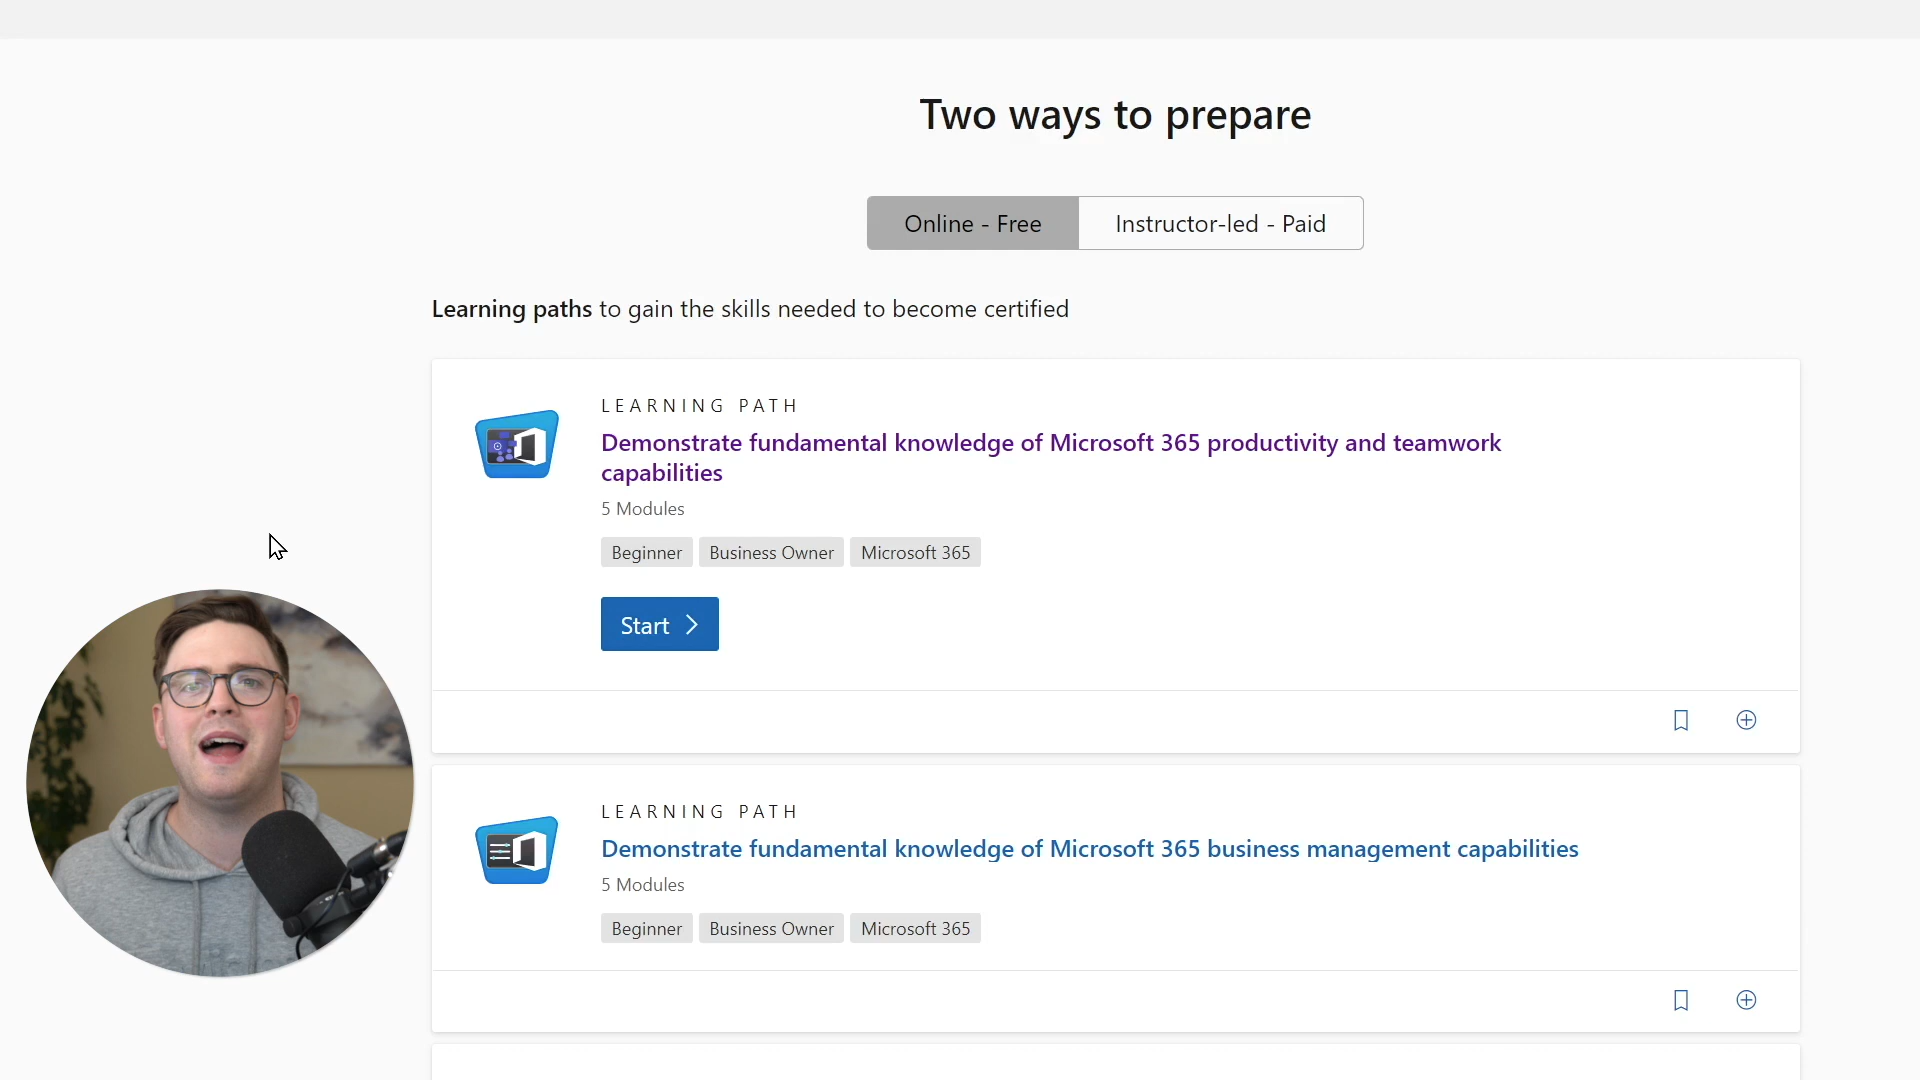 Two ways to prepare
Online - Free
Instructor-led - Paid
Learning paths to gain the skills needed to become certified
LEARNING PATH
Demonstrate fundamental knowledge of Microsoft 365 productivity and teamwork
capabilities
5 Modules
Beginner
Business Owner
Microsoft 365
Start
LEARNING PATH
Demonstrate fundamental knowledge of Microsoft 365 business management capabilities
5 Modules
Beginner
Business Owner
Microsoft 365